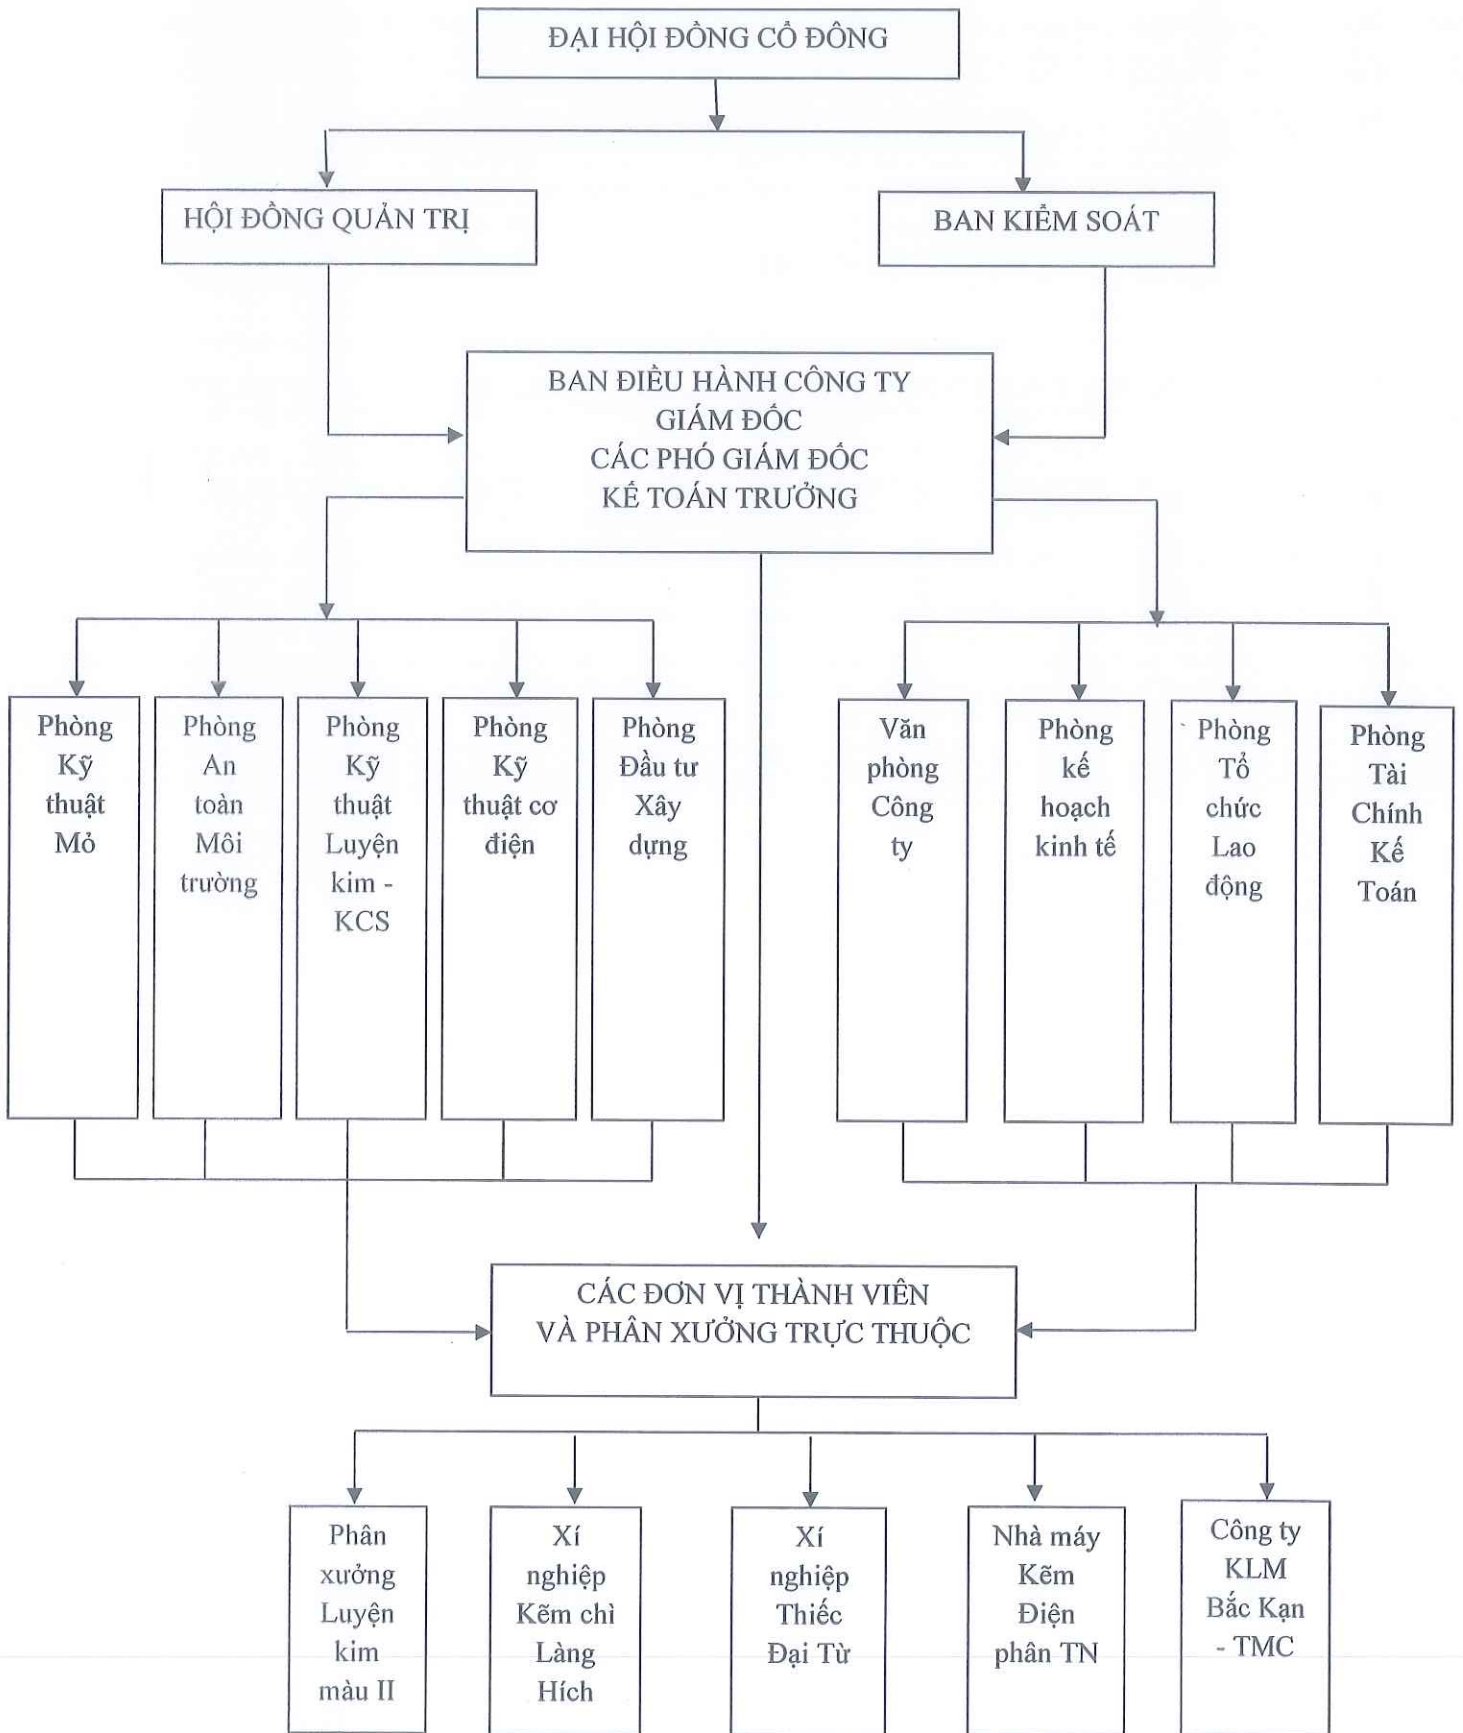 ĐẠI HỘI ĐỒNG CỔ ĐÔNG
HỘI ĐỒNG QUẢN TRỊ
BAN KIỂM SOÁT
BAN ĐIỀU HÀNH CÔNG TY
GIÁM ĐỐC
CÁC PHÓ GIÁM ĐỐC
KẾ TOÁN TRƯỞNG
Phòng
Kỹ
thuật
Mỏ
Phòng
An
toàn
Môi
trường
Phòng
Kỹ
thuật
Luyện
kim -
KCS
Phòng
Kỹ
thuật cơ
điện
Phòng
Đầu tư
Xây
dựng
Văn
phòng
Công
ty
Phòng
kế
hoạch
kinh tế
Phòng
Tổ
chức
Lao
động
Phòng
Tài
Chính
Kế
Toán
CÁC ĐƠN VỊ THÀNH VIÊN
VÀ PHÂN XƯỞNG TRỰC THUỘC
Phân
xưởng
Luyện
kim
màu II
Xí
nghiệp
Kẽm chì
Làng
Hích
Xí
nghiệp
Thiếc
Đại Từ
Nhà máy
Kẽm
Điện
phân TN
Công ty
KLM
Bắc Kạn
- TMC